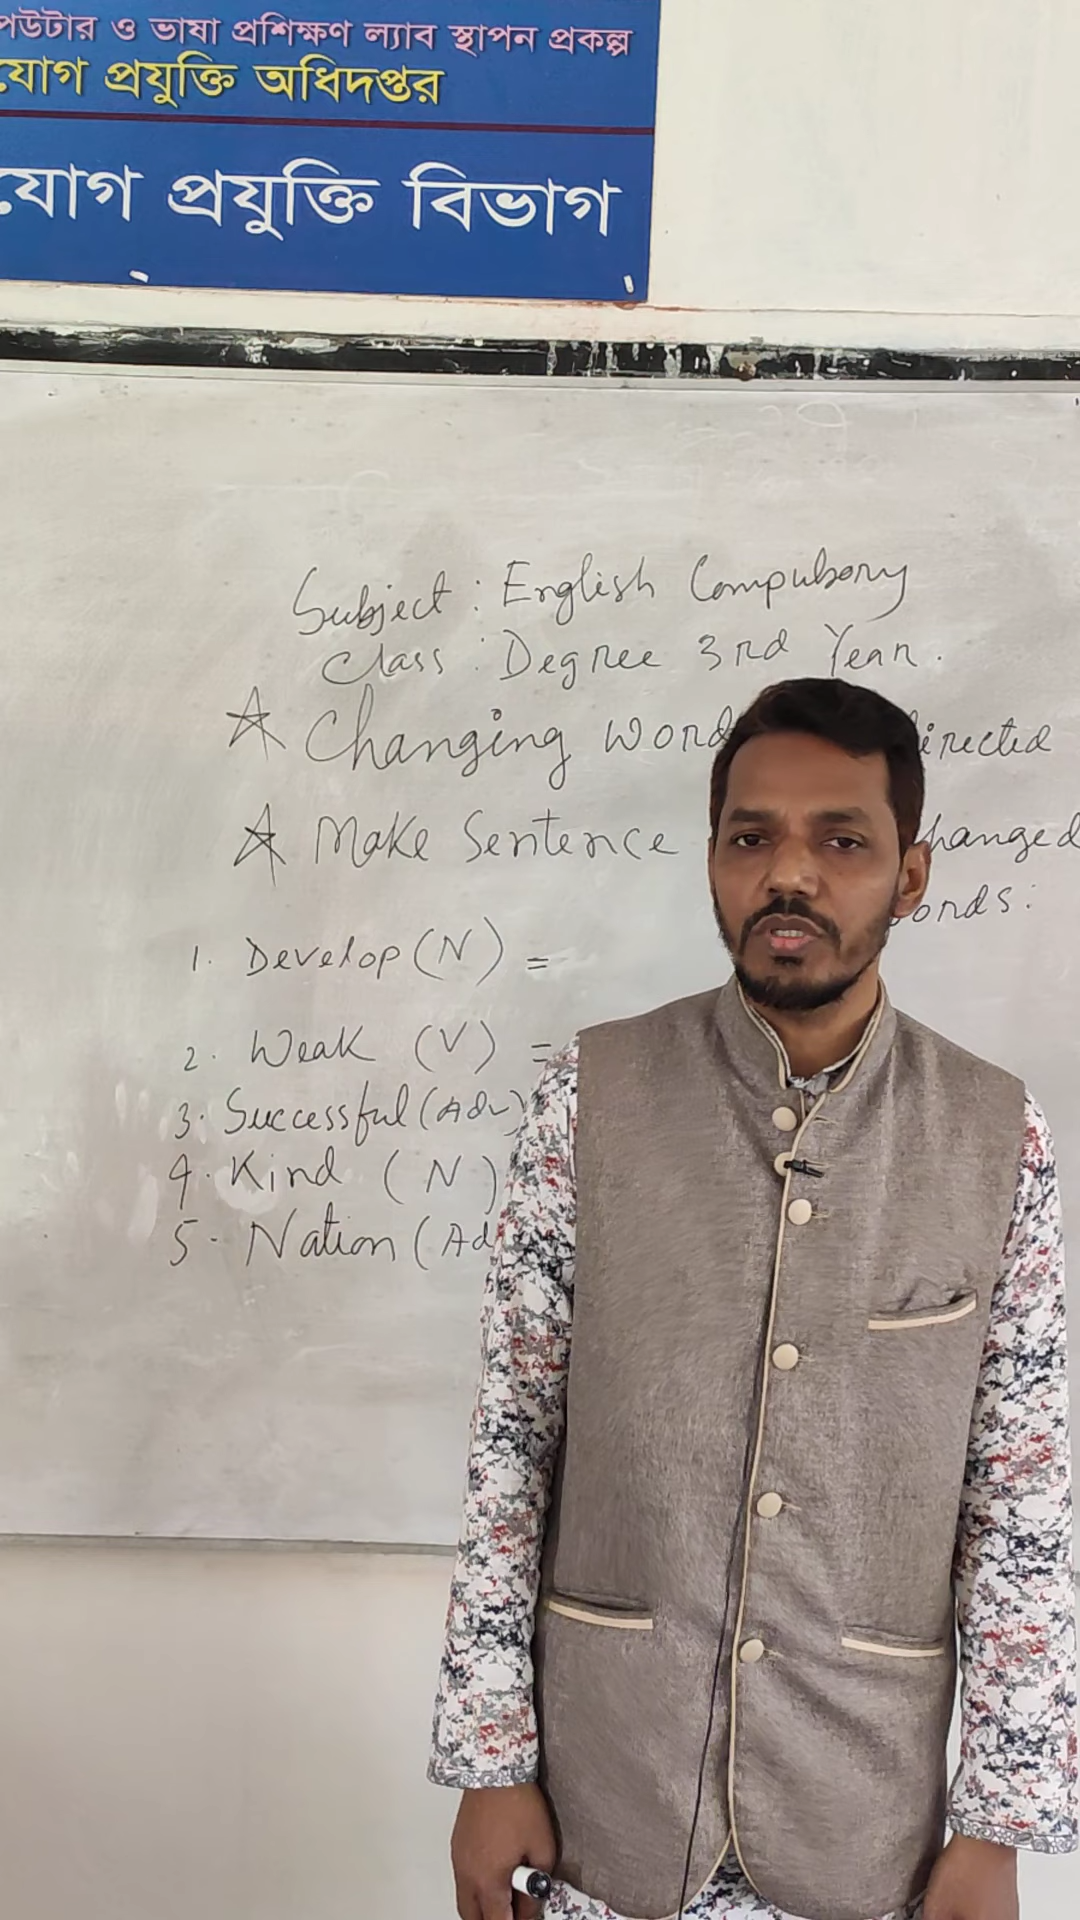 পউটার ও ভাষা প্রশিক্ষণ ল্যাব স্থাপন প্রকল্প
যোগ প্রযুক্তি অধিদপ্তর
যোগ প্রযুক্তি বিভাগ
Subject : English Compulsory
Class : Degree 3rd Year.
☆ Changing word directed
☆ Make Sentence changed
words:
1. Develop (N) =
2. Weak (V) =
3. Successful (Adv)
4. Kind (N)
5. Nation (Ad